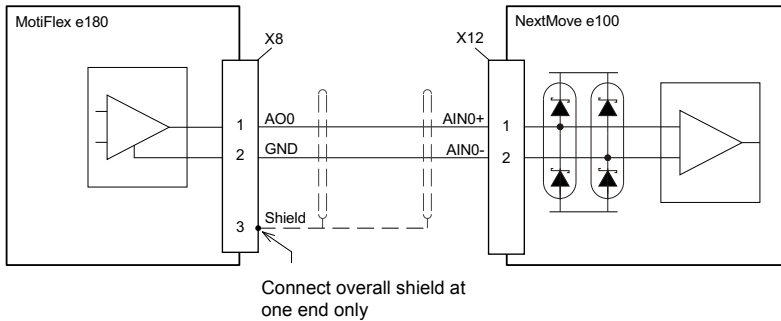 MotiFlex e180
NextMove e100
X8
X12
1
AO0
AIN0+
1
2
GND
AIN0-
2
3
Shield
Connect overall shield at
one end only